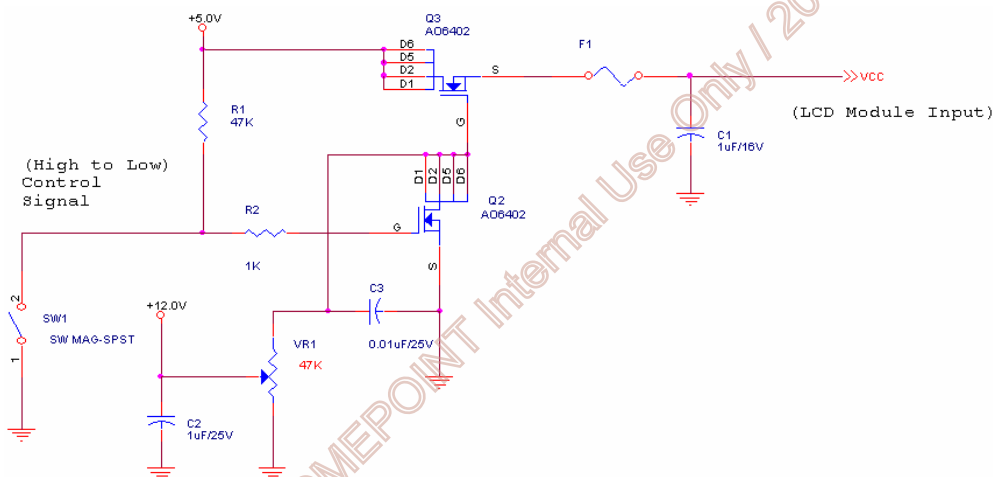 +5.0V
Q3
AO6402
F1
D6
D5
D2
D1
S
G
VCC
(LCD Module Input)
R1
47K
C1
1uF/16V
(High to Low)
Control
Signal
D1
D2
D5
D6
Q2
AO6402
R2
1K
G
S
2
1
SW1
SW MAG-SPST
+12.0V
C3
0.01uF/25V
VR1
47K
C2
1uF/25V
OMEPOINT Internal Use Only / 20